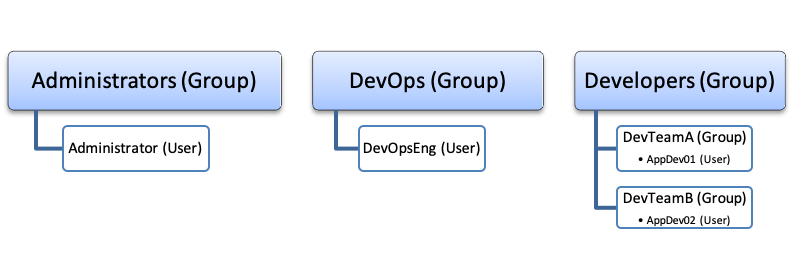 Administrators (Group)
Administrator (User)
DevOps (Group)
DevOpsEng (User)
Developers (Group)
DevTeamA (Group)
• AppDev01 (User)
DevTeamB (Group)
• AppDev02 (User)